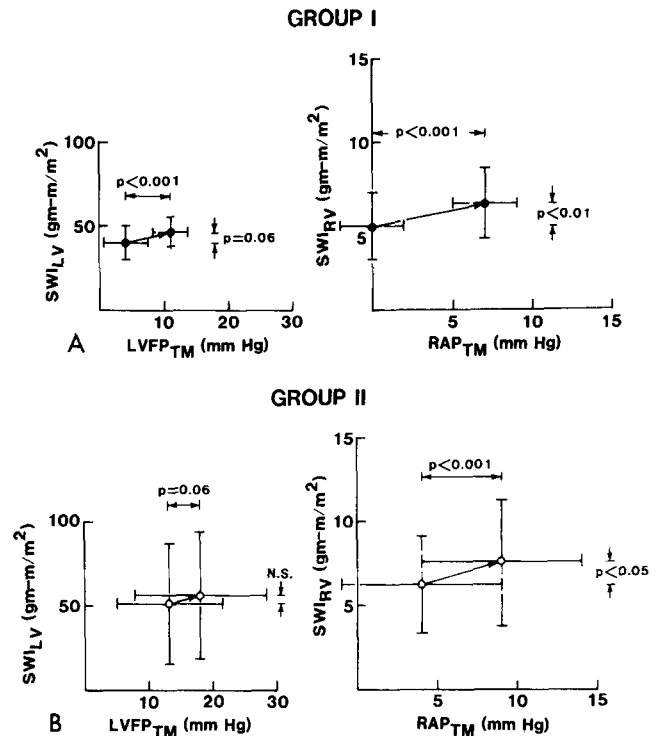 GROUP I
SWI_LV (gm-m/m²)
100
50
p<0.001
p=0.06
10
20
30
LVFP_TM (mm Hg)
A
SWI_RV (gm-m/m²)
15
10
5
p<0.001
p<0.01
5
10
15
RAP_TM (mm Hg)
GROUP II
SWI_LV (gm-m/m²)
100
50
p=0.06
N.S.
10
20
30
LVFP_TM (mm Hg)
B
SWI_RV (gm-m/m²)
15
10
5
p<0.001
p<0.05
5
10
15
RAP_TM (mm Hg)